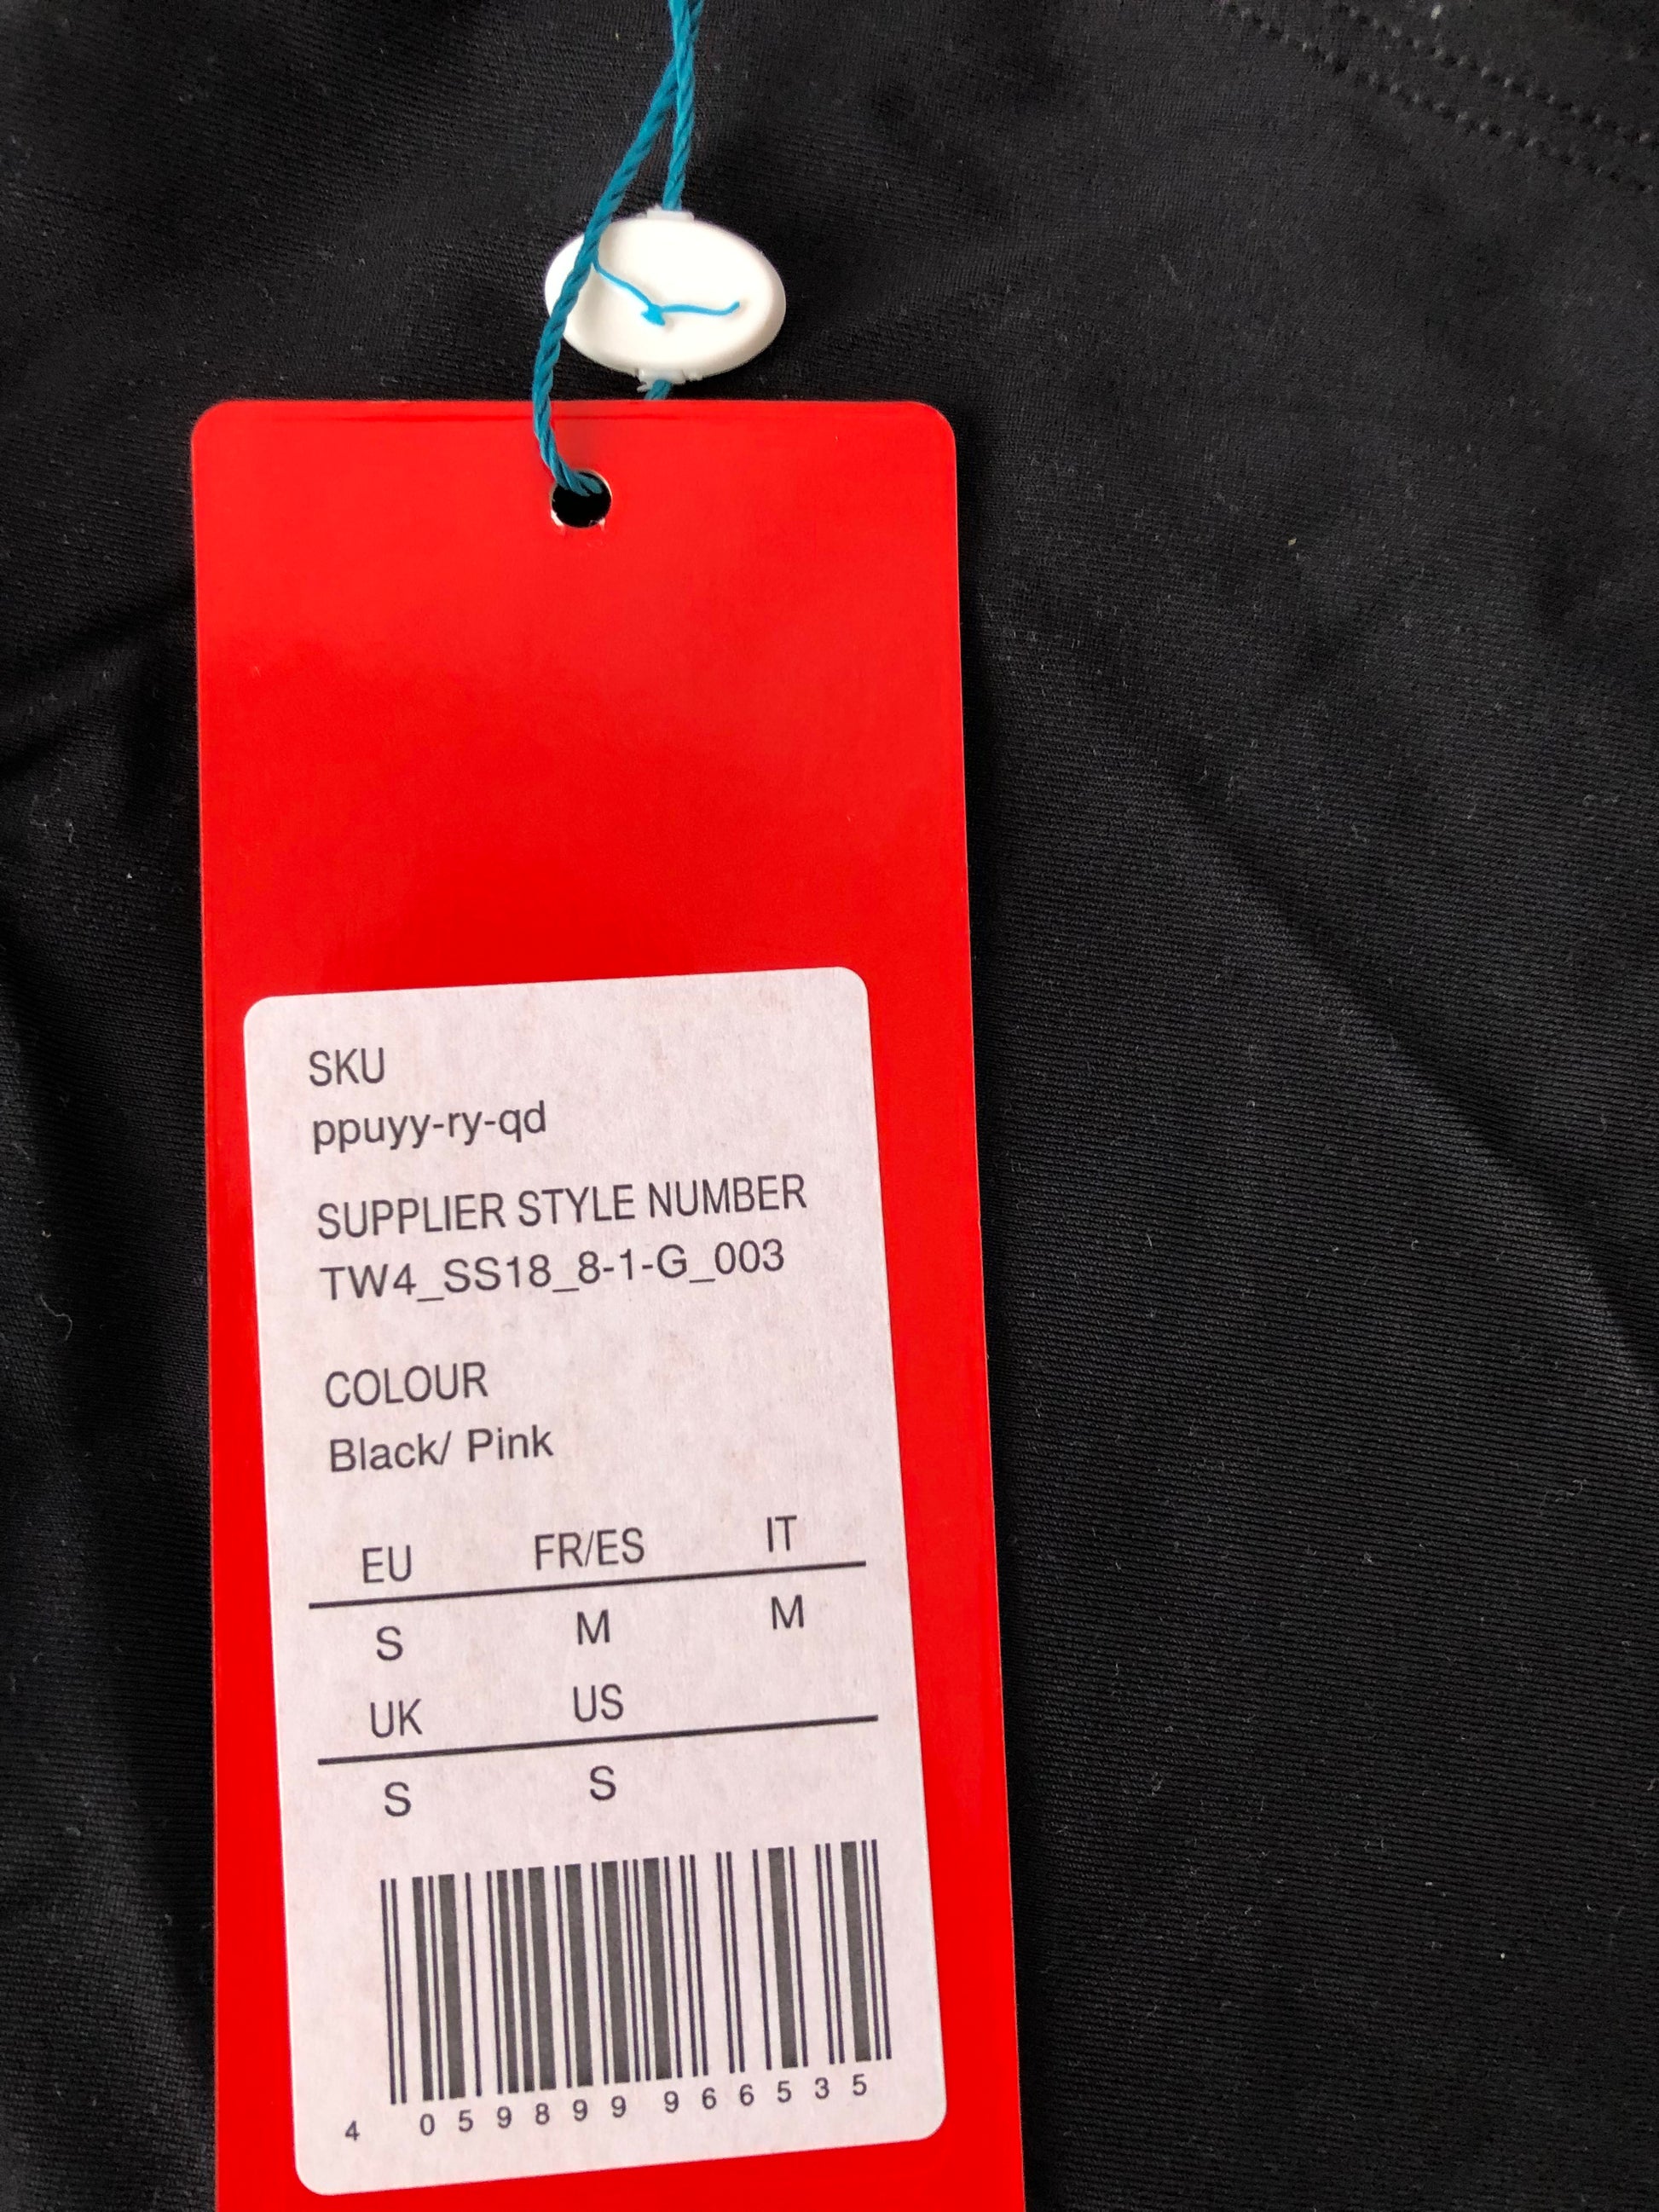 SKU
ppuyy-ry-qd
SUPPLIER STYLE NUMBER
TW4_SS18_8-1-G_003
COLOUR
Black/ Pink
EU FR/ES IT
S M M
UK US
S S
4 059899 966535